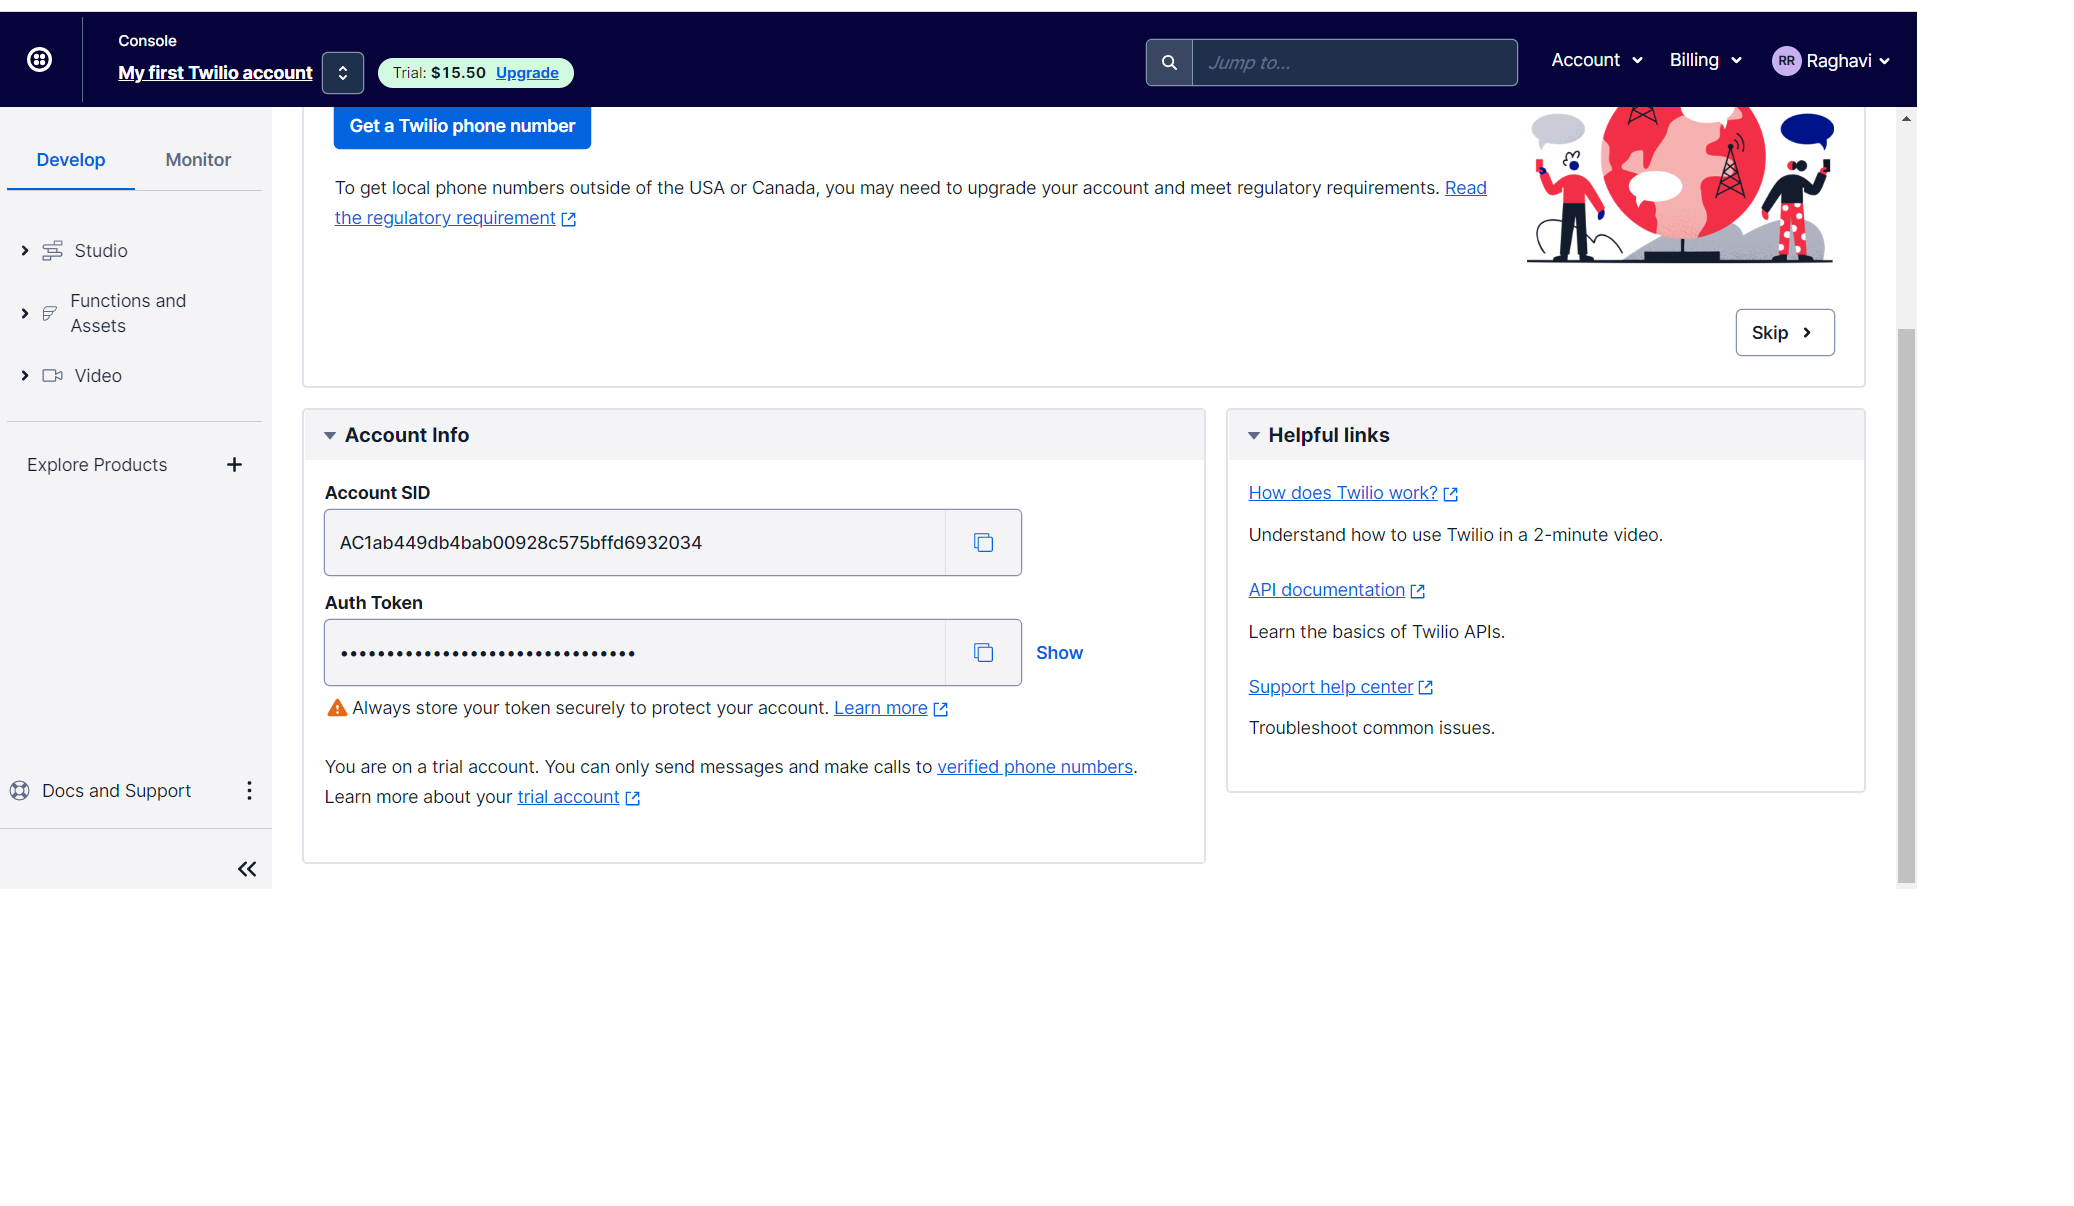 Console
My first Twilio account
Trial: $15.50 Upgrade
Jump to...
Account
Billing
RR Raghavi
Develop
Monitor
Studio
Functions and
Assets
Video
Explore Products
Docs and Support
Get a Twilio phone number
To get local phone numbers outside of the USA or Canada, you may need to upgrade your account and meet regulatory requirements. Read
the regulatory requirement
Skip
Account Info
Account SID
AC1ab449db4bab00928c575bffd6932034
Auth Token
••••••••••••••••••••••••••••••••
Show
Always store your token securely to protect your account. Learn more
You are on a trial account. You can only send messages and make calls to verified phone numbers.
Learn more about your trial account
Helpful links
How does Twilio work?
Understand how to use Twilio in a 2-minute video.
API documentation
Learn the basics of Twilio APIs.
Support help center
Troubleshoot common issues.